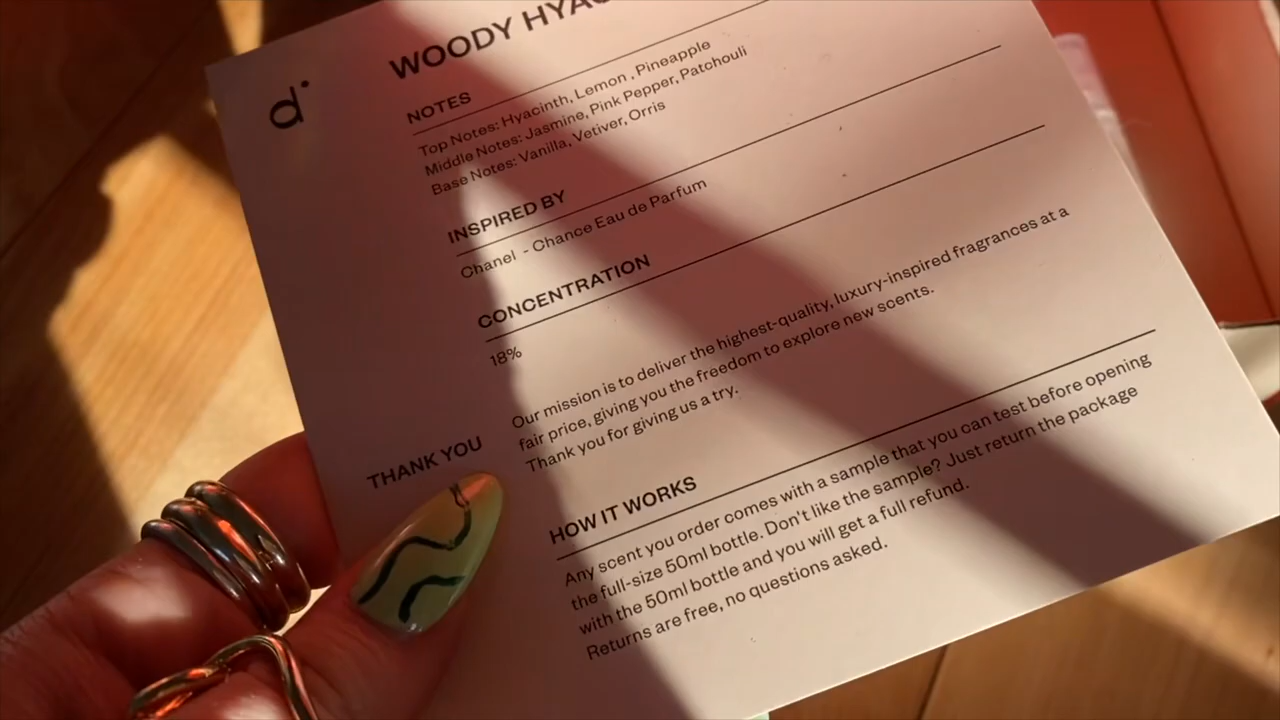 d
WOODY HYAC
NOTES
Top Notes: Hyacinth, Lemon , Pineapple
Middle Notes: Jasmine, Pink Pepper, Patchouli
Base Notes: Vanilla, Vetiver, Orris
INSPIRED BY
Chanel - Chance Eau de Parfum
CONCENTRATION
18%
THANK YOU
Our mission is to deliver the highest-quality, luxury-inspired fragrances at a
fair price, giving you the freedom to explore new scents.
Thank you for giving us a try.
HOW IT WORKS
Any scent you order comes with a sample that you can test before opening
the full-size 50ml bottle. Don't like the sample? Just return the package
with the 50ml bottle and you will get a full refund.
Returns are free, no questions asked.